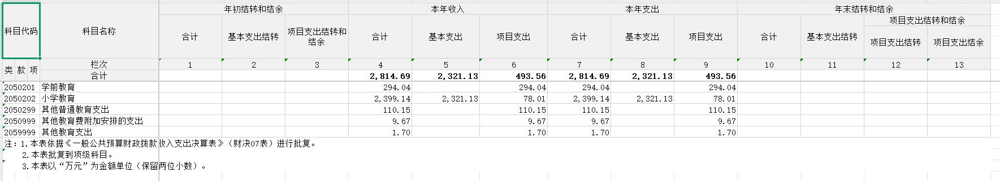 科目代码 科目名称 年初结转和结余 本年收入 本年支出 年末结转和结余
合计 基本支出结转 项目支出结转和结余 合计 基本支出 项目支出 合计 基本支出 项目支出 合计 基本支出结转 项目支出结转和结余
项目支出结转 项目支出结余
类 款 项 栏次 1 2 3 4 5 6 7 8 9 10 11 12 13
合计 2,814.69 2,321.13 493.56 2,814.69 2,321.13 493.56
2050201 学前教育 294.04 294.04 294.04 294.04
2050202 小学教育 2,399.14 2,321.13 78.01 2,399.14 2,321.13 78.01
2050299 其他普通教育支出 110.15 110.15 110.15 110.15
2050999 其他教育费附加安排的支出 9.67 9.67 9.67 9.67
2059999 其他教育支出 1.70 1.70 1.70 1.70
注：1.本表依据《一般公共预算财政拨款收入支出决算表》（财决07表）进行批复。
2.本表批复到项级科目。
3.本表以“万元”为金额单位（保留两位小数）。